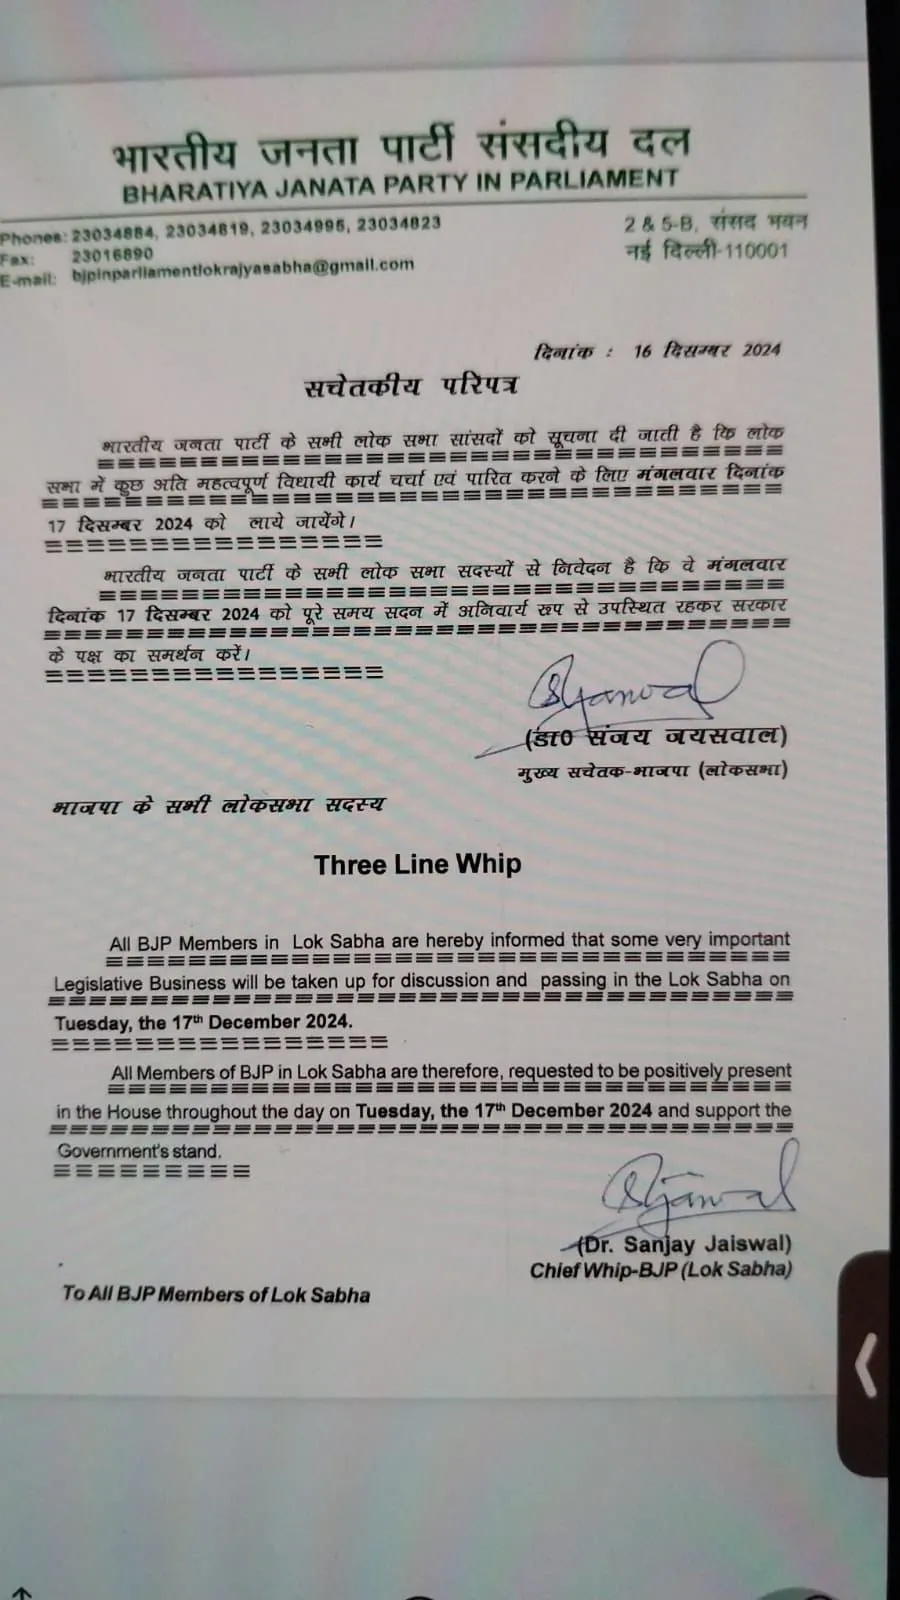 भारतीय जनता पार्टी संसदीय दल
BHARATIYA JANATA PARTY IN PARLIAMENT
Phones: 23034884, 23034819, 23034995, 23034823
Fax: 23016890
E-mail: bjpinparliamentlokrajyasabha@gmail.com
2 & 5-B, संसद भवन
नई दिल्ली-110001
दिनांक : 16 दिसम्बर 2024
सचेतकीय परिपत्र
भारतीय जनता पार्टी के सभी लोक सभा सांसदों को सूचना दी जाती है कि लोक
सभा में कुछ अति महत्वपूर्ण विधायी कार्य चर्चा एवं पारित करने के लिए मंगलवार दिनांक
17 दिसम्बर 2024 को लाये जायेंगे।
भारतीय जनता पार्टी के सभी लोक सभा सदस्यों से निवेदन है कि वे मंगलवार
दिनांक 17 दिसम्बर 2024 को पूरे समय सदन में अनिवार्य रूप से उपस्थित रहकर सरकार
के पक्ष का समर्थन करें।
(डा0 संजय जयसवाल)
मुख्य सचेतक-भाजपा (लोकसभा)
भाजपा के सभी लोकसभा सदस्य
Three Line Whip
All BJP Members in Lok Sabha are hereby informed that some very important
Legislative Business will be taken up for discussion and passing in the Lok Sabha on
Tuesday, the 17th December 2024.
All Members of BJP in Lok Sabha are therefore, requested to be positively present
in the House throughout the day on Tuesday, the 17th December 2024 and support the
Government's stand.
(Dr. Sanjay Jaiswal)
Chief Whip-BJP (Lok Sabha)
To All BJP Members of Lok Sabha